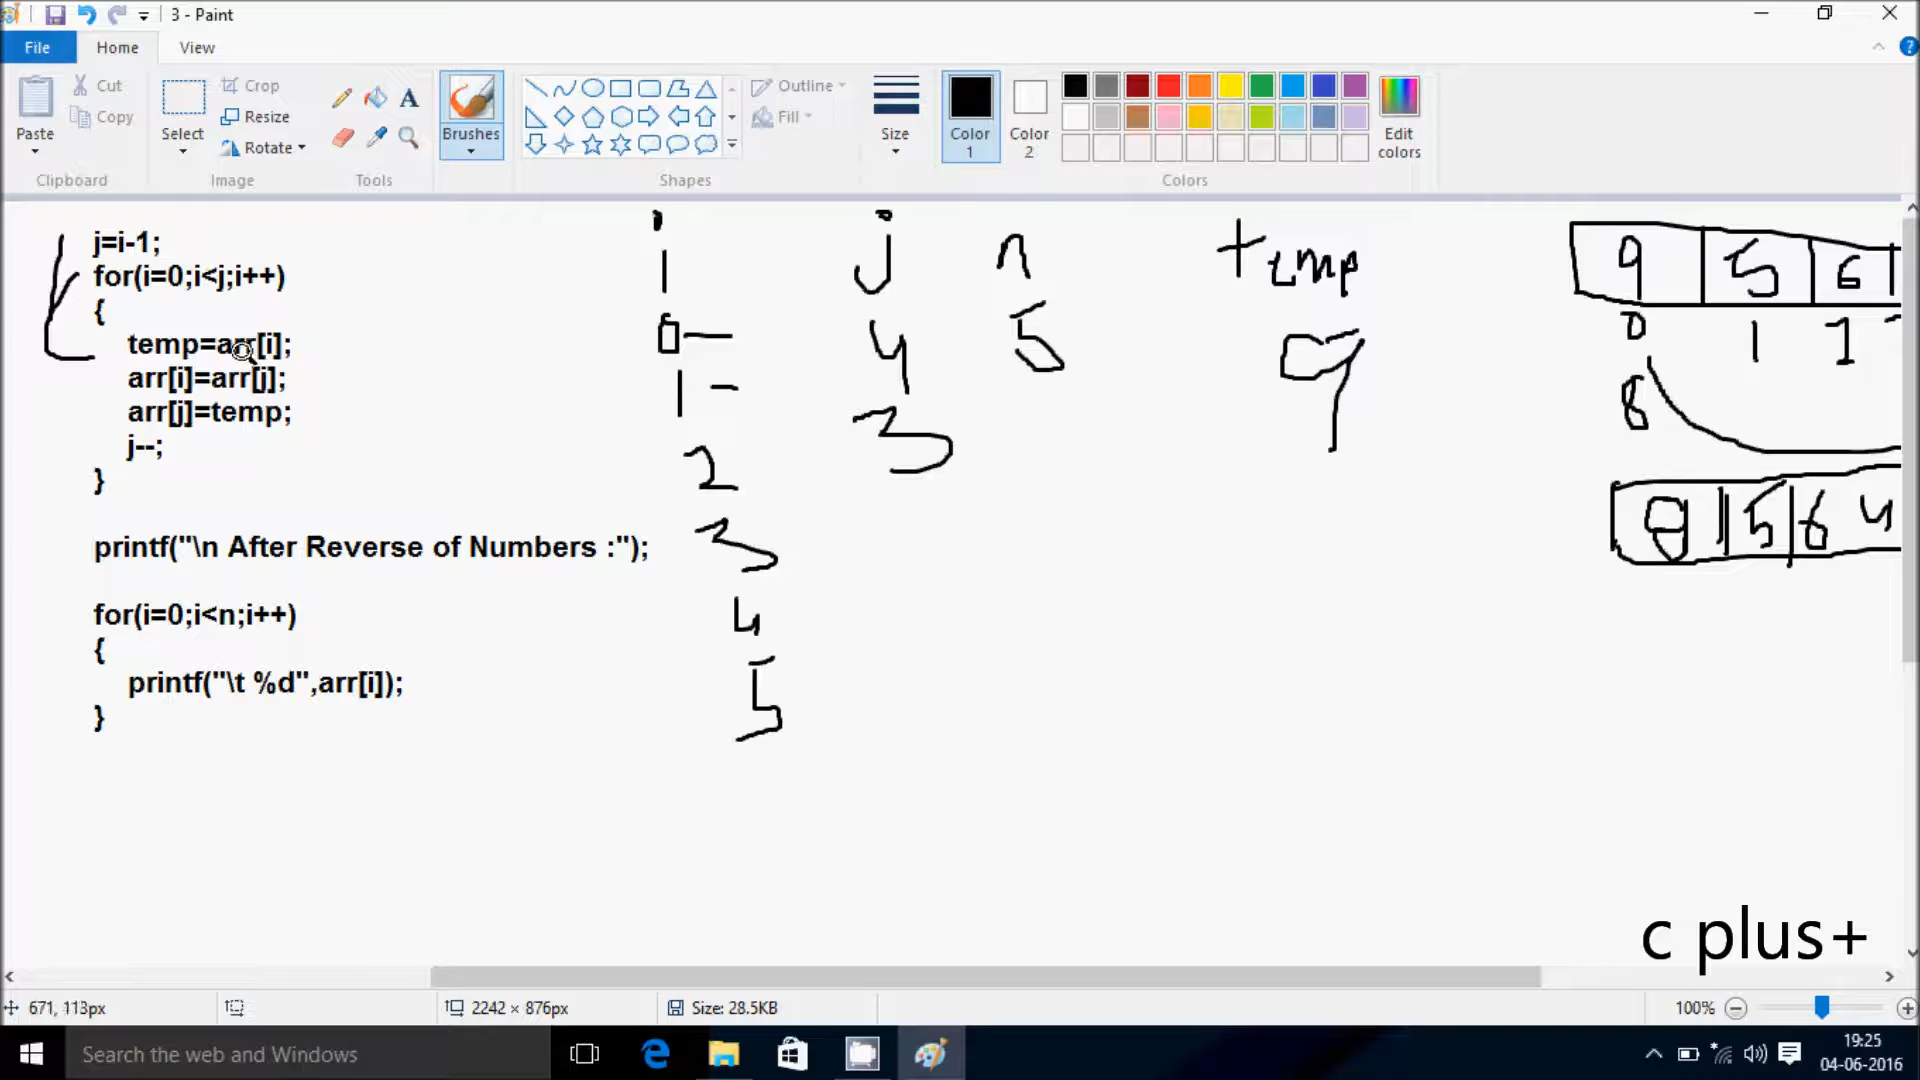 3 - Paint
File
Home
View
Paste
Cut
Copy
Clipboard
Select
Crop
Resize
Rotate
Image
Tools
Brushes
Shapes
Outline
Fill
Size
Color
1
Color
2
Edit
colors
Colors
j=i-1;
for(i=0;i<j;i++)
{
temp=arr[i];
arr[i]=arr[j];
arr[j]=temp;
j--;
}
printf("\n After Reverse of Numbers :");
for(i=0;i<n;i++)
{
printf("\t %d",arr[i]);
}
i j n temp
0 4 5 9
1 3
2
3
4
5
9 5 6
0 1
8
5 6 4
c plus+
671, 113px
2242 × 876px
Size: 28.5KB
100%
Search the web and Windows
19:25
04-06-2016